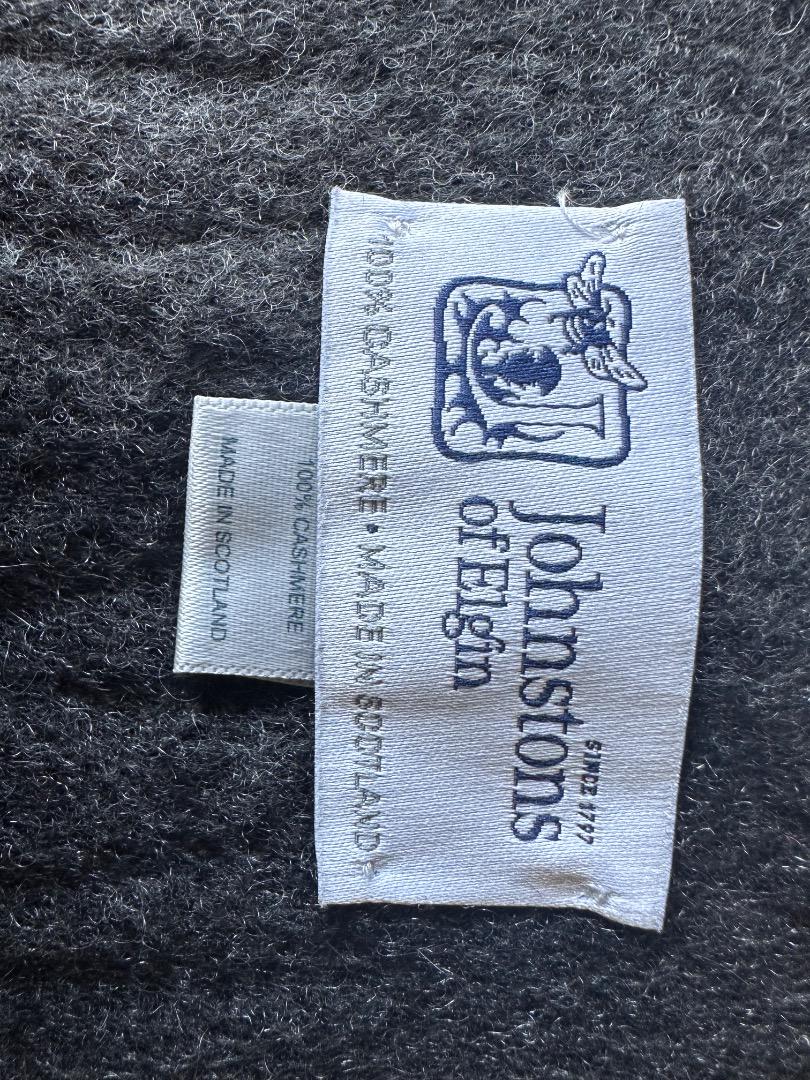 SINCE 1797
Johnstons
of Elgin
100% CASHMERE • MADE IN SCOTLAND
100% CASHMERE
MADE IN SCOTLAND